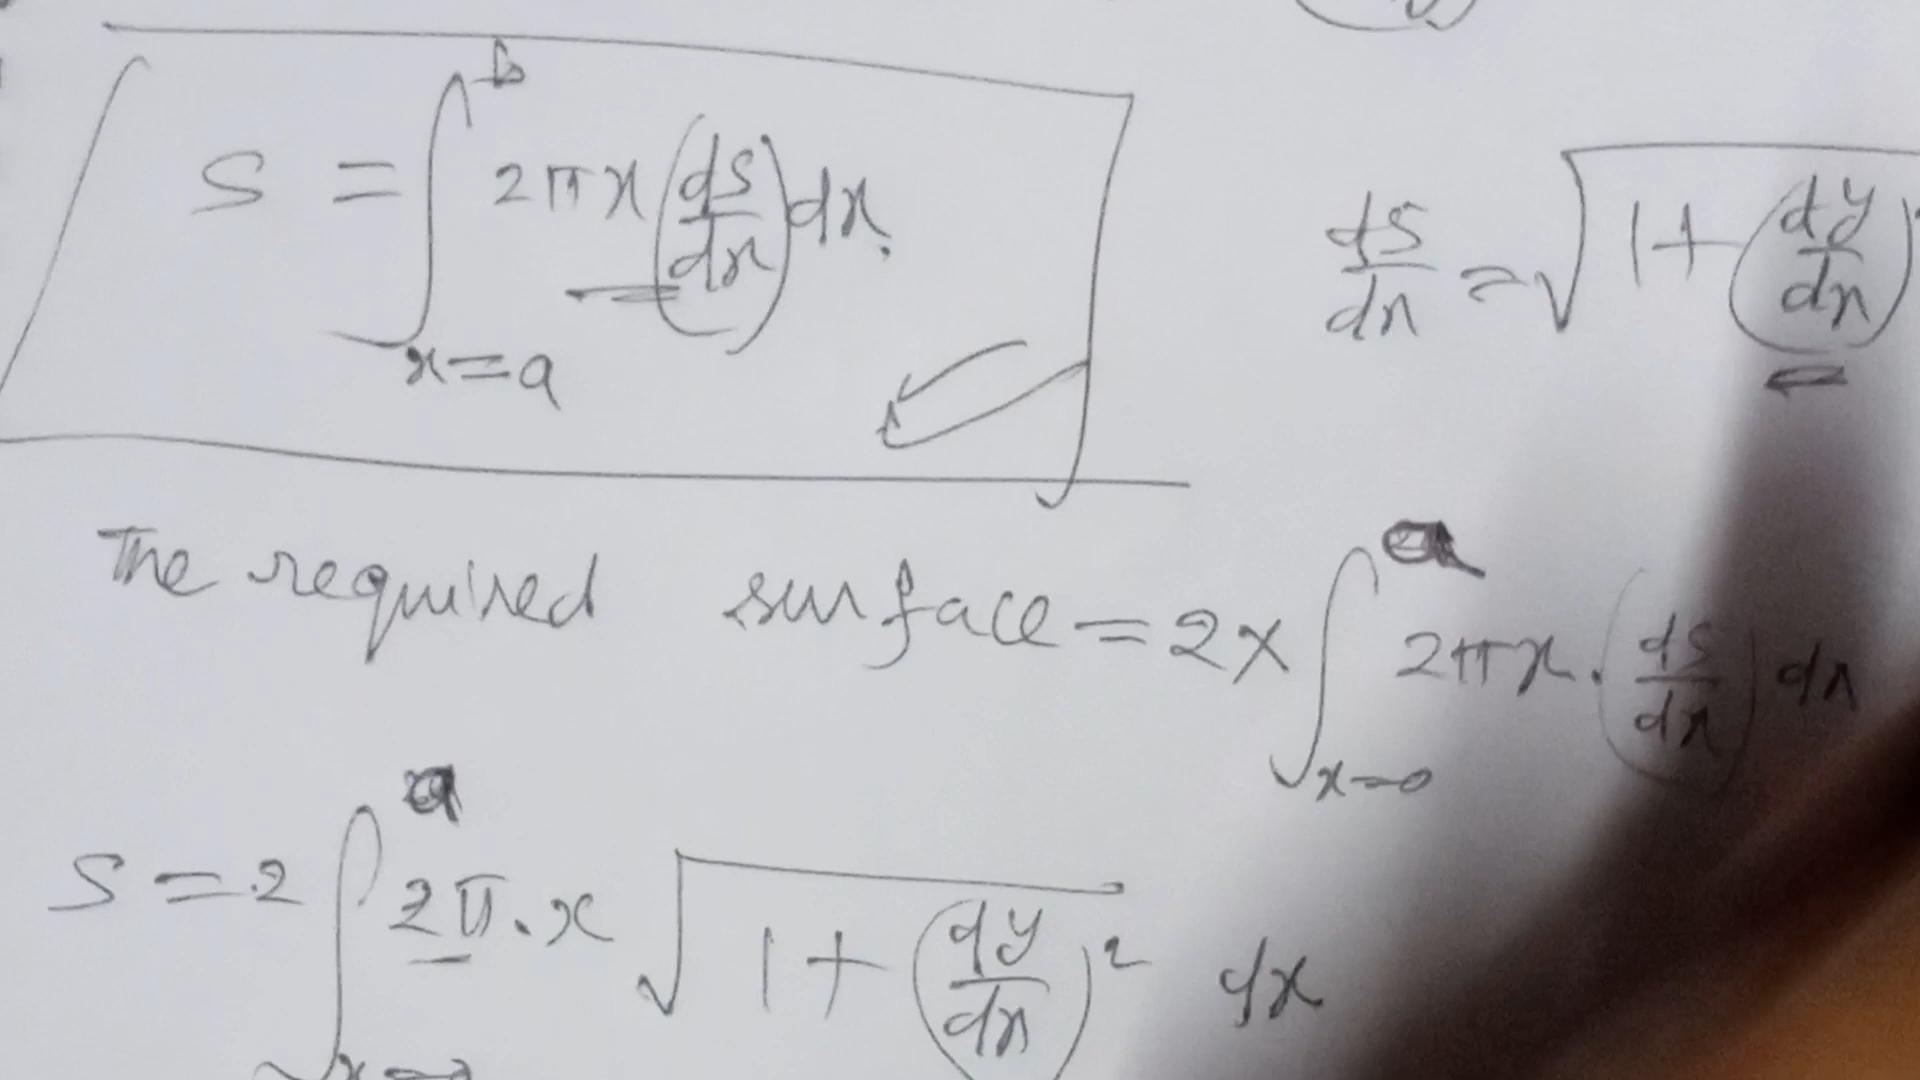 S = ∫_{x=a}^{b} 2πx (ds/dx) dx.
ds/dx = √(1 + (dy/dx)²
The required surface = 2 × ∫_{x=0}^{a} 2πx . (ds/dx) dx
S = 2 ∫^{a} 2π . x √(1 + (dy/dx)²) dx